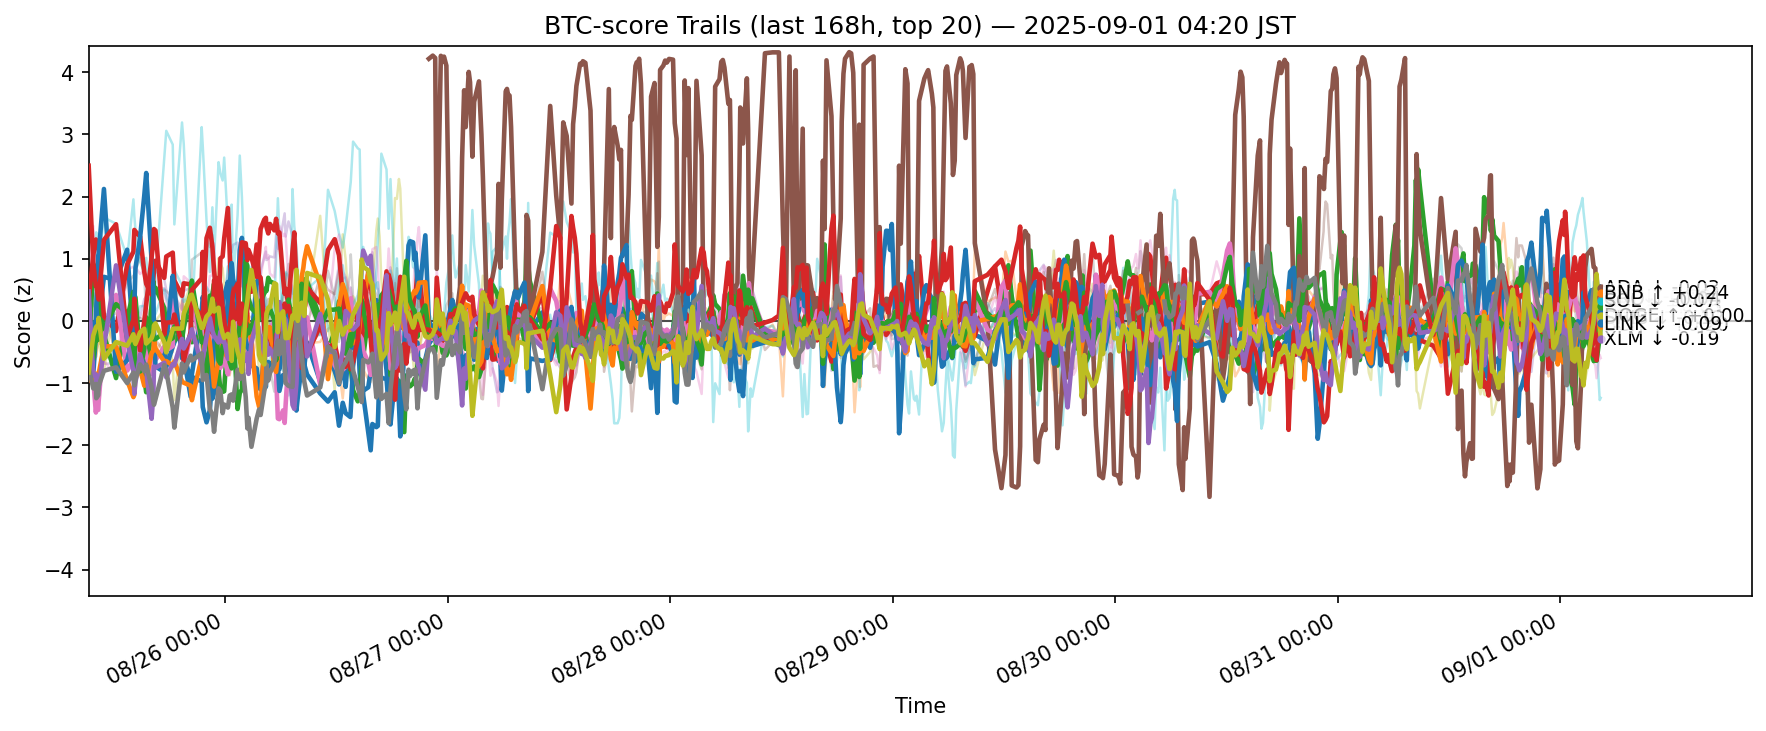 BTC-score Trails (last 168h, top 20) — 2025-09-01 04:20 JST
Score (z)
4
3
2
1
0
−1
−2
−3
−4
BNB ↑
SOL ↓
LINK ↓ -0.09
XLM ↓ -0.19
08/26 00:00
08/27 00:00
08/28 00:00
08/29 00:00
08/30 00:00
08/31 00:00
09/01 00:00
Time